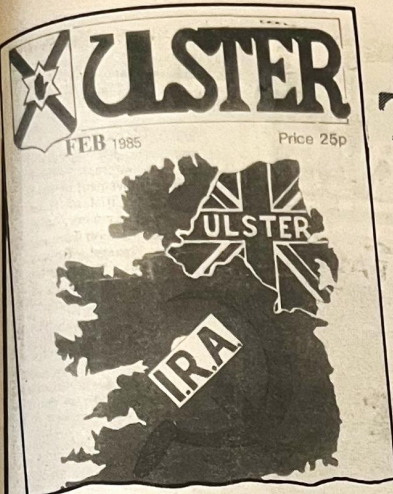 ULSTER
FEB 1985
Price 25p
ULSTER
I.R.A.